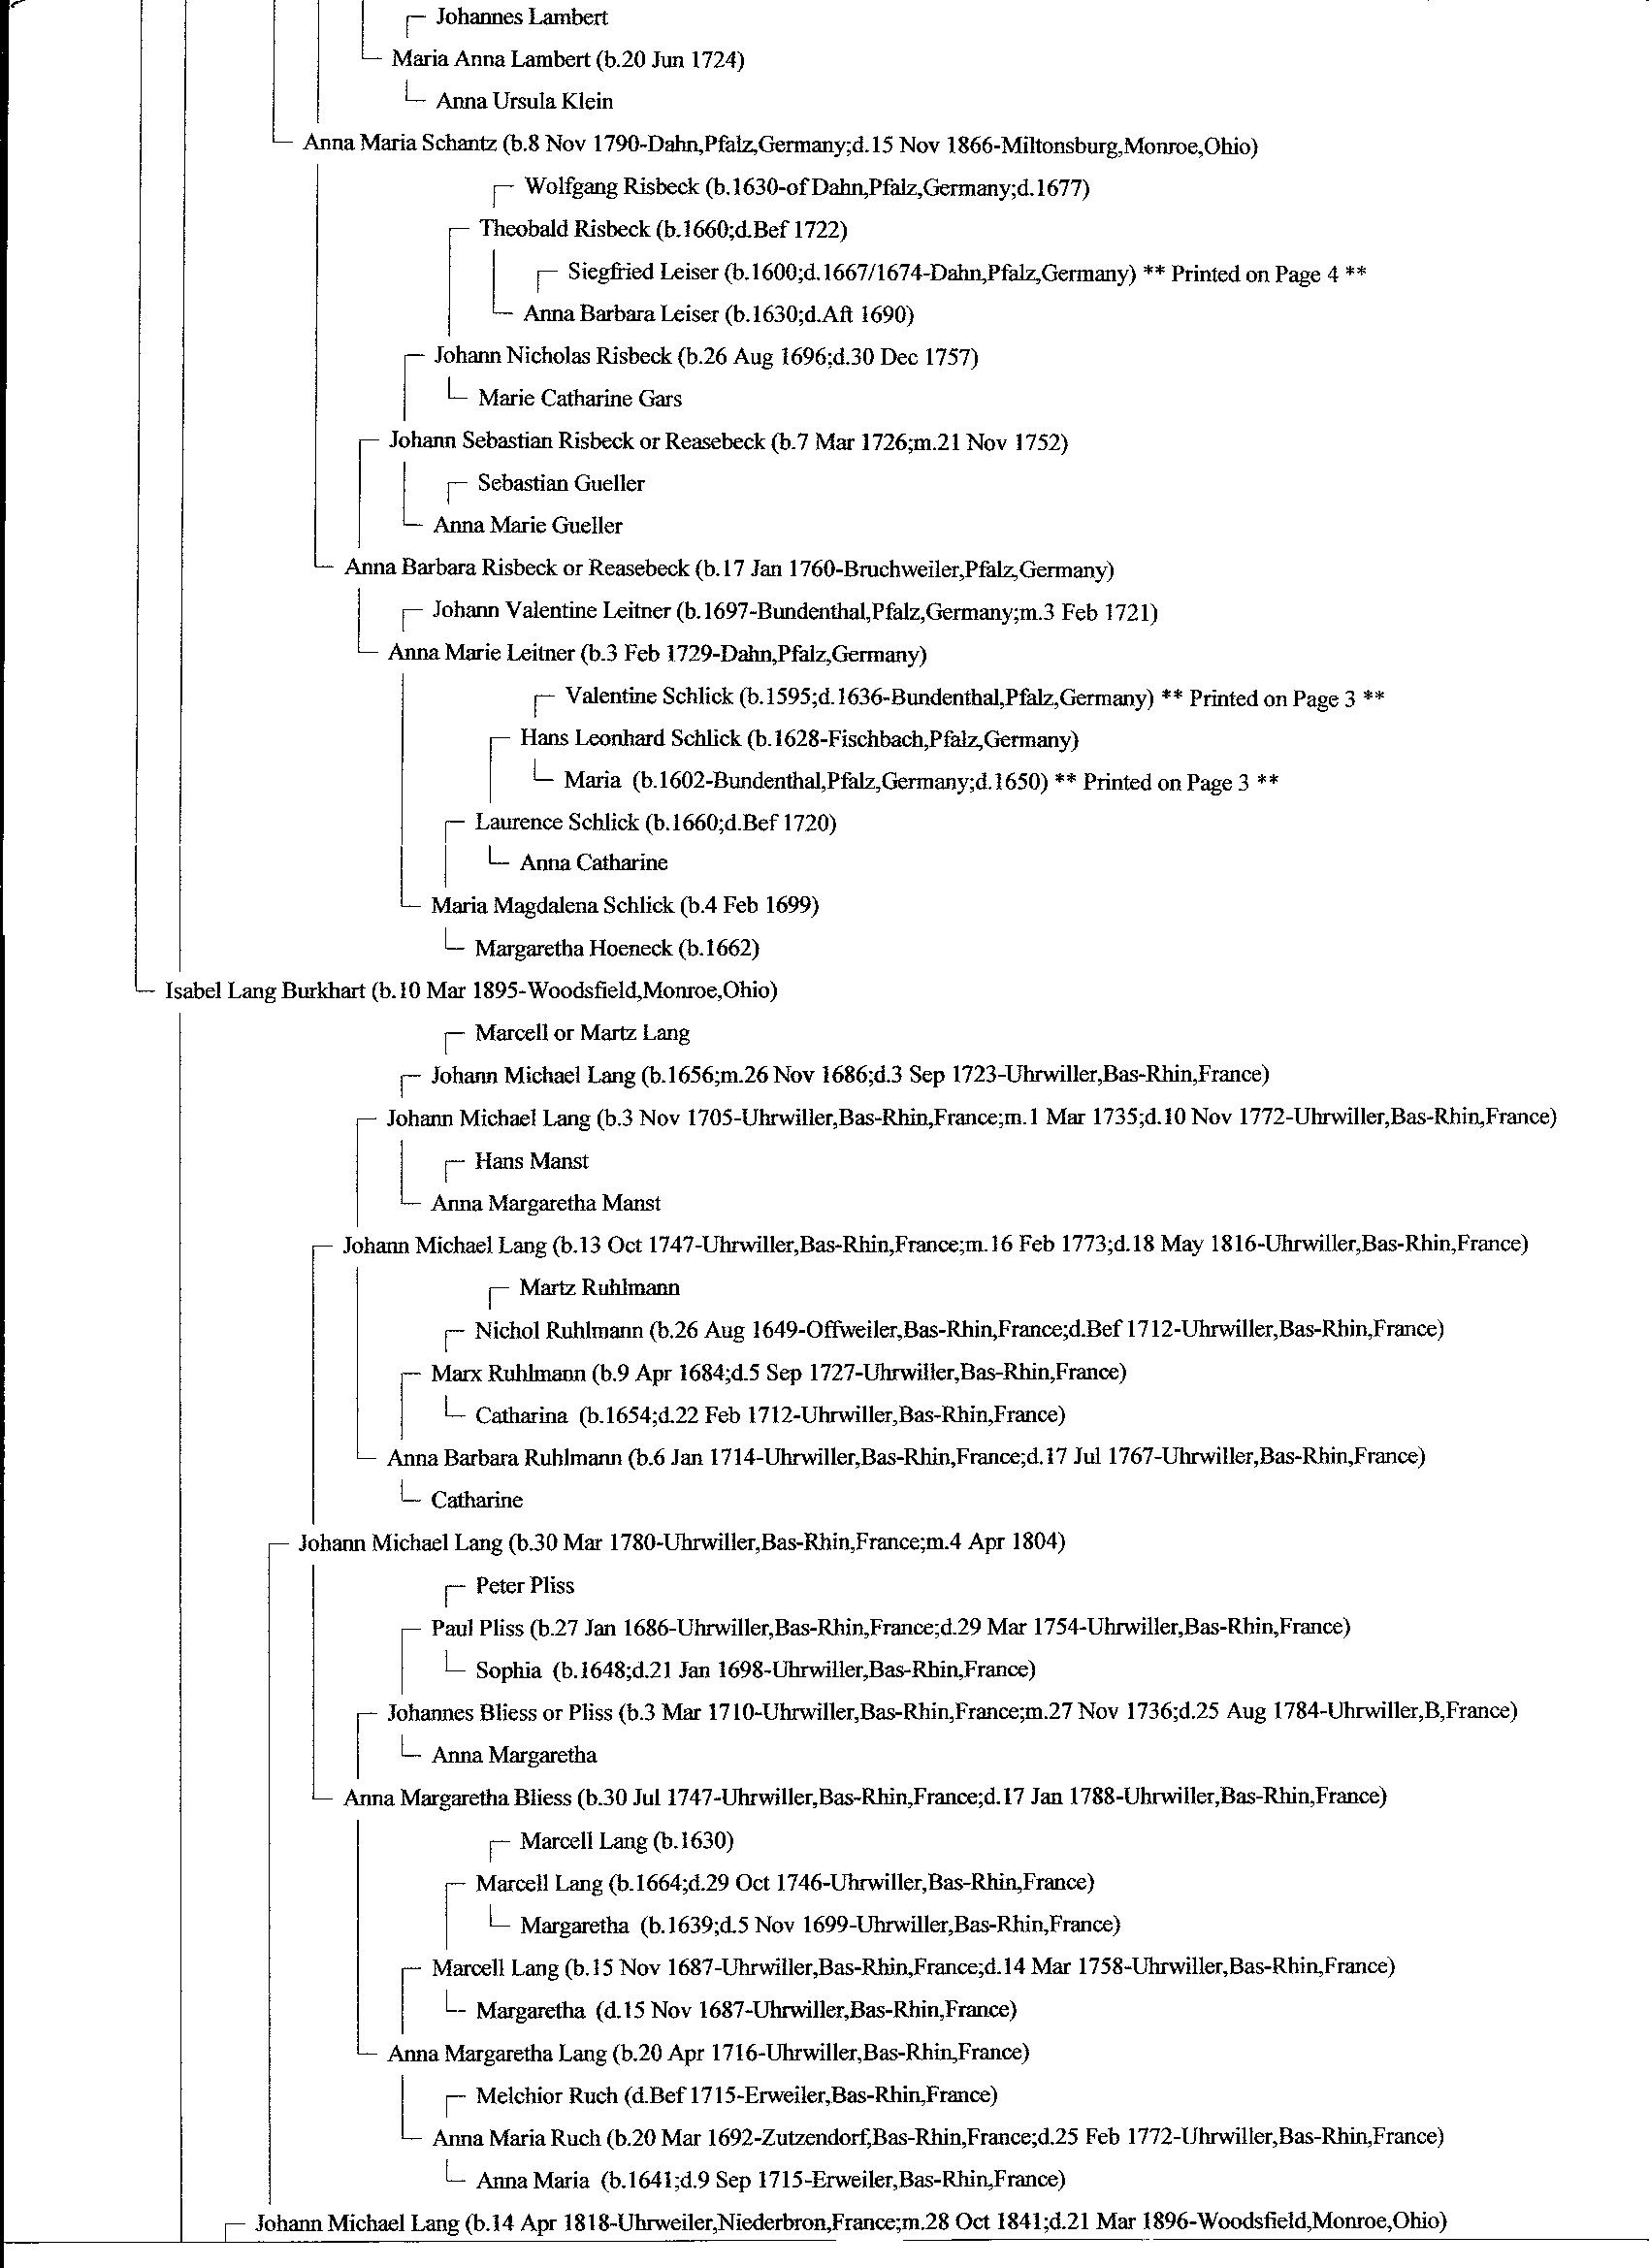 Johannes Lambert
Maria Anna Lambert (b.20 Jun 1724)
Anna Ursula Klein
Anna Maria Schantz (b.8 Nov 1790-Dahn,Pfalz,Germany;d.15 Nov 1866-Miltonsburg,Monroe,Ohio)
Wolfgang Risbeck (b.1630-of Dahn,Pfalz,Germany;d.1677)
Theobald Risbeck (b.1660;d.Bef 1722)
Siegfried Leiser (b.1600;d.1667/1674-Dahn,Pfalz,Germany) ** Printed on Page 4 **
Anna Barbara Leiser (b.1630;d.Aft 1690)
Johann Nicholas Risbeck (b.26 Aug 1696;d.30 Dec 1757)
Marie Catharine Gars
Johann Sebastian Risbeck or Reasebeck (b.7 Mar 1726;m.21 Nov 1752)
Sebastian Gueller
Anna Marie Gueller
Anna Barbara Risbeck or Reasebeck (b.17 Jan 1760-Bruchweiler,Pfalz,Germany)
Johann Valentine Leitner (b.1697-Bundenthal,Pfalz,Germany;m.3 Feb 1721)
Anna Marie Leitner (b.3 Feb 1729-Dahn,Pfalz,Germany)
Valentine Schlick (b.1595;d.1636-Bundenthal,Pfalz,Germany) ** Printed on Page 3 **
Hans Leonhard Schlick (b.1628-Fischbach,Pfalz,Germany)
Maria (b.1602-Bundenthal,Pfalz,Germany;d.1650) ** Printed on Page 3 **
Laurence Schlick (b.1660;d.Bef 1720)
Anna Catharine
Maria Magdalena Schlick (b.4 Feb 1699)
Margaretha Hoeneck (b.1662)
Isabel Lang Burkhart (b.10 Mar 1895-Woodsfield,Monroe,Ohio)
Marcell or Martz Lang
Johann Michael Lang (b.1656;m.26 Nov 1686;d.3 Sep 1723-Uhrwiller,Bas-Rhin,France)
Johann Michael Lang (b.3 Nov 1705-Uhrwiller,Bas-Rhin,France;m.1 Mar 1735;d.10 Nov 1772-Uhrwiller,Bas-Rhin,France)
Hans Manst
Anna Margaretha Manst
Johann Michael Lang (b.13 Oct 1747-Uhrwiller,Bas-Rhin,France;m.16 Feb 1773;d.18 May 1816-Uhrwiller,Bas-Rhin,France)
Martz Ruhlmann
Nichol Ruhlmann (b.26 Aug 1649-Offweiler,Bas-Rhin,France;d.Bef 1712-Uhrwiller,Bas-Rhin,France)
Marx Ruhlmann (b.9 Apr 1684;d.5 Sep 1727-Uhrwiller,Bas-Rhin,France)
Catharina (b.1654;d.22 Feb 1712-Uhrwiller,Bas-Rhin,France)
Anna Barbara Ruhlmann (b.6 Jan 1714-Uhrwiller,Bas-Rhin,France;d.17 Jul 1767-Uhrwiller,Bas-Rhin,France)
Catharine
Johann Michael Lang (b.30 Mar 1780-Uhrwiller,Bas-Rhin,France;m.4 Apr 1804)
Peter Pliss
Paul Pliss (b.27 Jan 1686-Uhrwiller,Bas-Rhin,France;d.29 Mar 1754-Uhrwiller,Bas-Rhin,France)
Sophia (b.1648;d.21 Jan 1698-Uhrwiller,Bas-Rhin,France)
Johannes Bliess or Pliss (b.3 Mar 1710-Uhrwiller,Bas-Rhin,France;m.27 Nov 1736;d.25 Aug 1784-Uhrwiller,B,France)
Anna Margaretha
Anna Margaretha Bliess (b.30 Jul 1747-Uhrwiller,Bas-Rhin,France;d.17 Jan 1788-Uhrwiller,Bas-Rhin,France)
Marcell Lang (b.1630)
Marcell Lang (b.1664;d.29 Oct 1746-Uhrwiller,Bas-Rhin,France)
Margaretha (b.1639;d.5 Nov 1699-Uhrwiller,Bas-Rhin,France)
Marcell Lang (b.15 Nov 1687-Uhrwiller,Bas-Rhin,France;d.14 Mar 1758-Uhrwiller,Bas-Rhin,France)
Margaretha (d.15 Nov 1687-Uhrwiller,Bas-Rhin,France)
Anna Margaretha Lang (b.20 Apr 1716-Uhrwiller,Bas-Rhin,France)
Melchior Ruch (d.Bef 1715-Erweiler,Bas-Rhin,France)
Anna Maria Ruch (b.20 Mar 1692-Zutzendorf,Bas-Rhin,France;d.25 Feb 1772-Uhrwiller,Bas-Rhin,France)
Anna Maria (b.1641;d.9 Sep 1715-Erweiler,Bas-Rhin,France)
Johann Michael Lang (b.14 Apr 1818-Uhrweiler,Niederbron,France;m.28 Oct 1841;d.21 Mar 1896-Woodsfield,Monroe,Ohio)